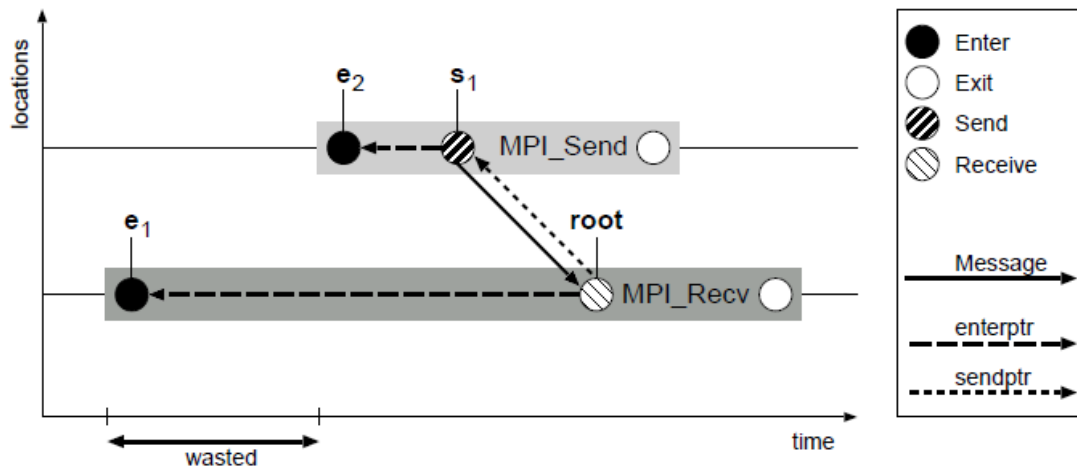 locations
e2
s1
MPI_Send
e1
root
MPI_Recv
wasted
time
Enter
Exit
Send
Receive
Message
enterptr
sendptr